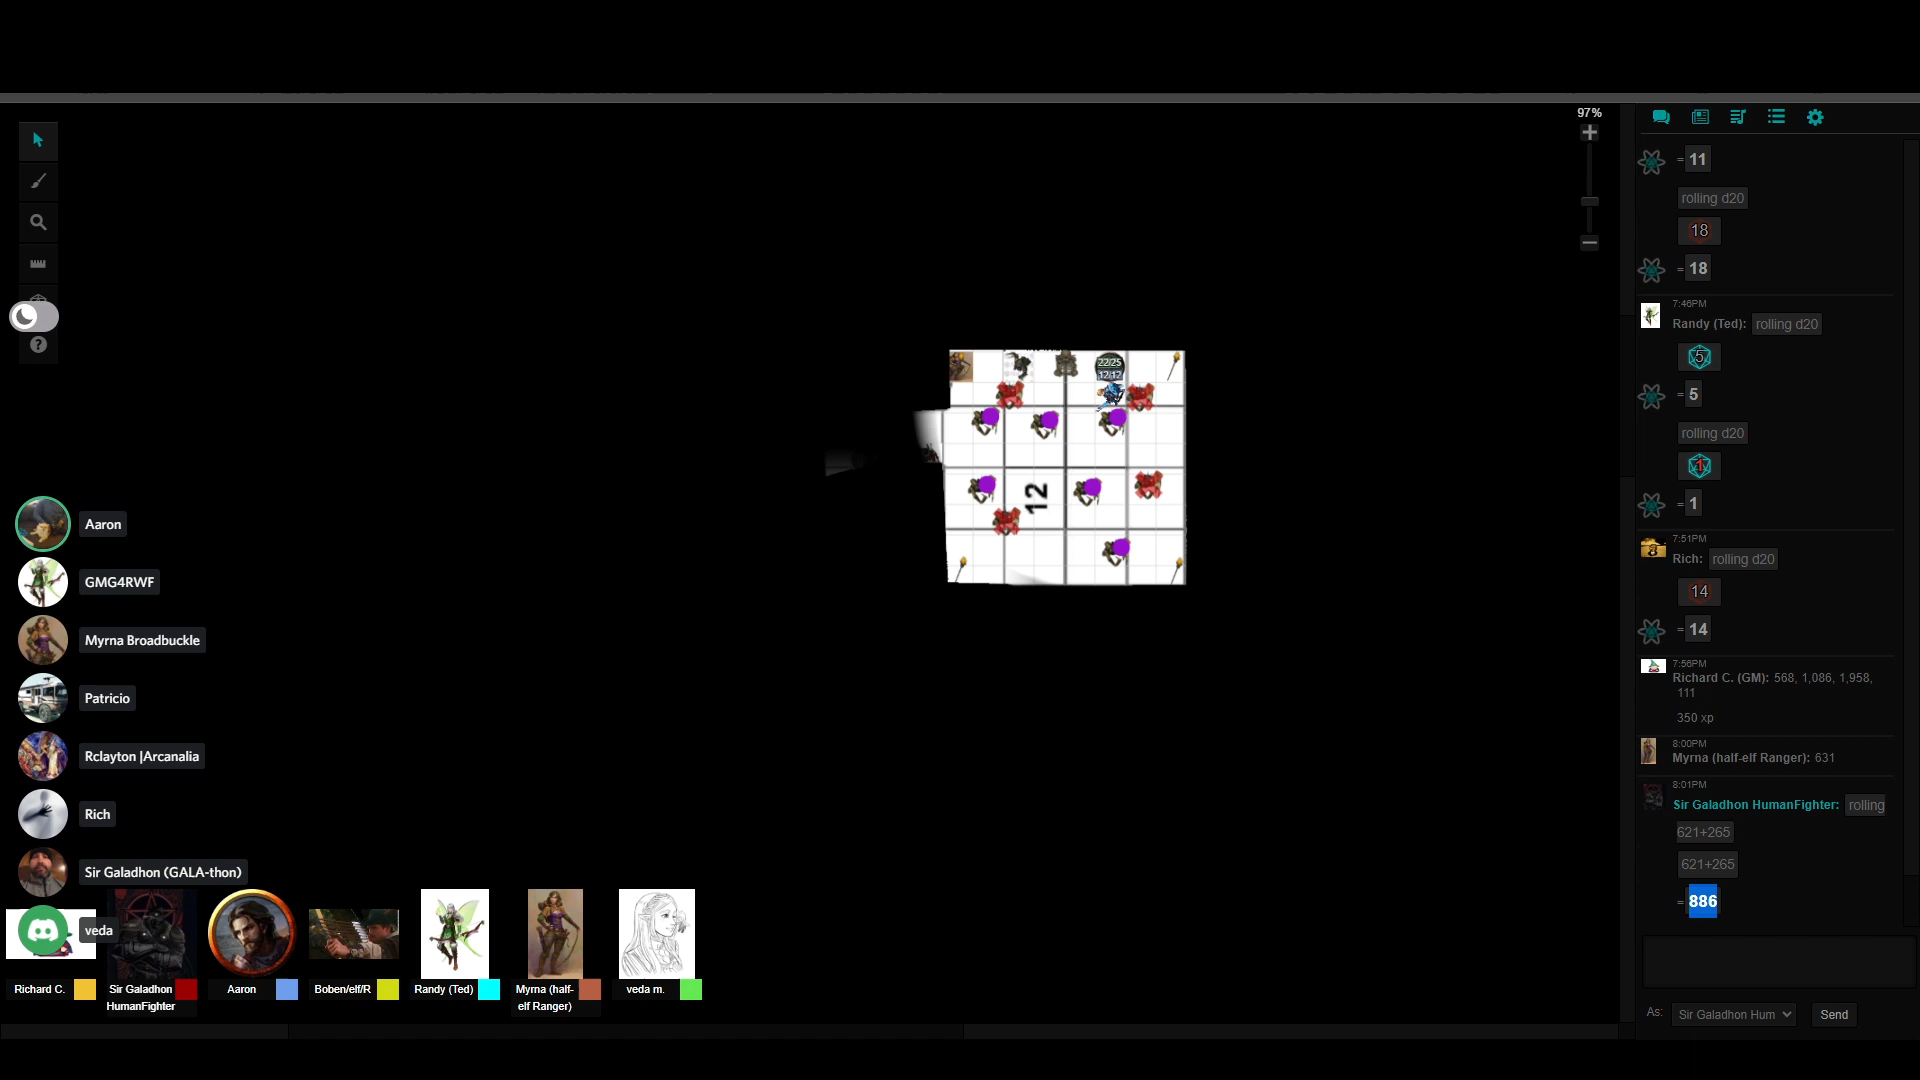 97%
= 11
rolling d20
18
= 18
7:46PM
Randy (Ted): rolling d20
5
= 5
rolling d20
1
= 1
7:51PM
Rich: rolling d20
14
= 14
7:56PM
Richard C. (GM): 568, 1,086, 1,958,
111
350 xp
8:00PM
Myrna (half-elf Ranger): 631
8:01PM
Sir Galadhon HumanFighter: rolling
621+265
621+265
= 886
As: Sir Galadhon Hum
Send
22/25
12/12
12
Aaron
GMG4RWF
Myrna Broadbuckle
Patricio
Rclayton |Arcanalia
Rich
Sir Galadhon (GALA-thon)
veda
Richard C.
Sir Galadhon
HumanFighter
Aaron
Boben/elf/R
Randy (Ted)
Myrna (half-
elf Ranger)
veda m.